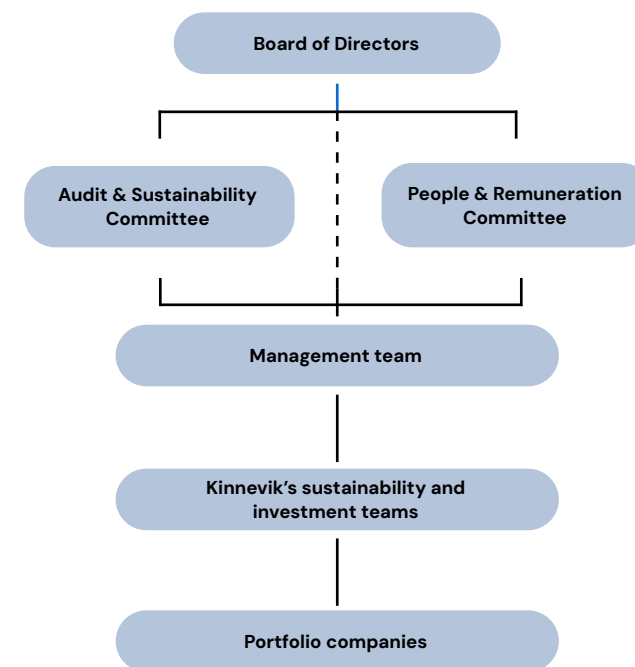 Board of Directors
Audit & Sustainability
Committee
People & Remuneration
Committee
Management team
Kinnevik’s sustainability and
investment teams
Portfolio companies